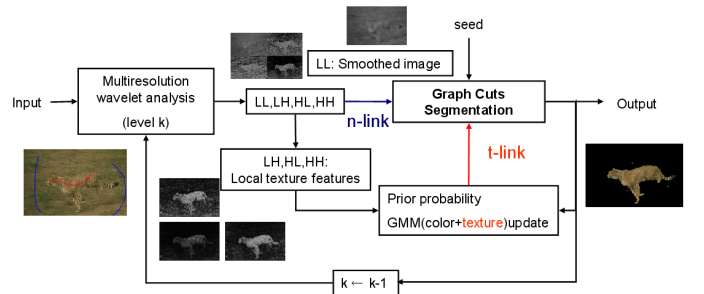 seed
LL: Smoothed image
Input
Multiresolution
wavelet analysis
(level k)
LL,LH,HL,HH
n-link
Graph Cuts
Segmentation
Output
t-link
LH,HL,HH:
Local texture features
Prior probability
GMM(color+texture)update
k ← k-1